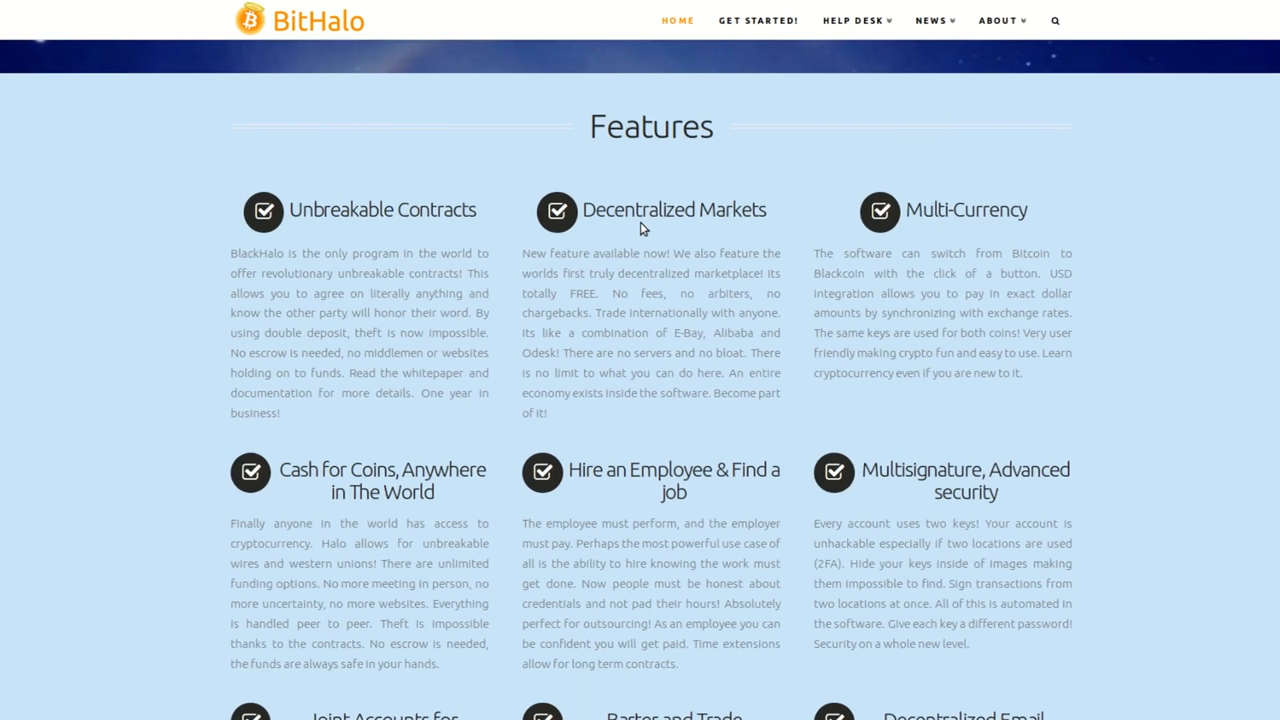 BitHalo
HOME GET STARTED! HELP DESK NEWS ABOUT
Features
Unbreakable Contracts
BlackHalo is the only program in the world to
offer revolutionary unbreakable contracts! This
allows you to agree on literally anything and
know the other party will honor their word. By
using double deposit, theft is now impossible.
No escrow is needed, no middlemen or websites
holding on to funds. Read the whitepaper and
documentation for more details. One year in
business!
Decentralized Markets
New feature available now! We also feature the
worlds first truly decentralized marketplace! Its
totally FREE. No fees, no arbiters, no
chargebacks. Trade internationally with anyone.
Its like a combination of E-Bay, Alibaba and
Odesk! There are no servers and no bloat. There
is no limit to what you can do here. An entire
economy exists inside the software. Become part
of it!
Multi-Currency
The software can switch from Bitcoin to
Blackcoin with the click of a button. USD
integration allows you to pay in exact dollar
amounts by synchronizing with exchange rates.
The same keys are used for both coins! Very user
friendly making crypto fun and easy to use. Learn
cryptocurrency even if you are new to it.
Cash for Coins, Anywhere
in The World
Finally anyone in the world has access to
cryptocurrency. Halo allows for unbreakable
wires and western unions! There are unlimited
funding options. No more meeting in person, no
more uncertainty, no more websites. Everything
is handled peer to peer. Theft is impossible
thanks to the contracts. No escrow is needed,
the funds are always safe in your hands.
Hire an Employee & Find a
job
The employee must perform, and the employer
must pay. Perhaps the most powerful use case of
all is the ability to hire knowing the work must
get done. Now people must be honest about
credentials and not pad their hours! Absolutely
perfect for outsourcing! As an employee you can
be confident you will get paid. Time extensions
allow for long term contracts.
Multisignature, Advanced
security
Every account uses two keys! Your account is
unhackable especially if two locations are used
(2FA). Hide your keys inside of images making
them impossible to find. Sign transactions from
two locations at once. All of this is automated in
the software. Give each key a different password!
Security on a whole new level.
Joint Accounts for
Barter and Trade
Decentralized Email